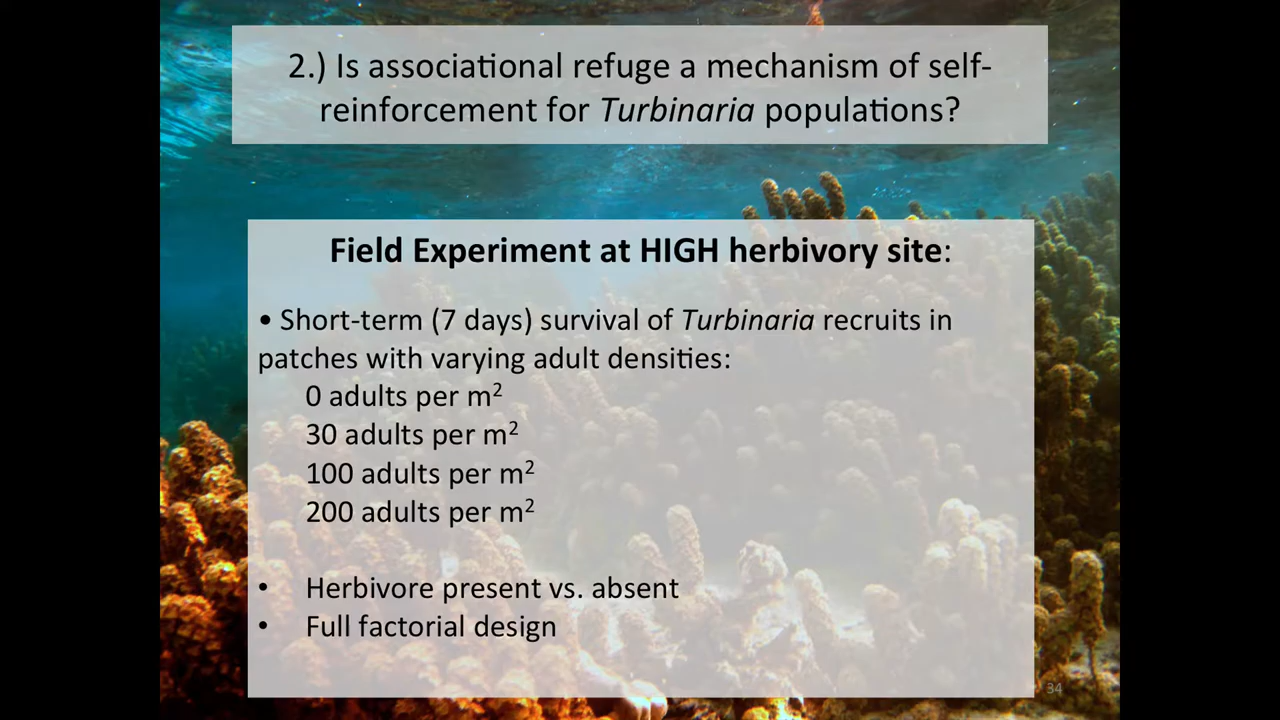 2.) Is associational refuge a mechanism of self-
reinforcement for Turbinaria populations?
Field Experiment at HIGH herbivory site:
• Short-term (7 days) survival of Turbinaria recruits in
patches with varying adult densities:
0 adults per m²
30 adults per m²
100 adults per m²
200 adults per m²
• Herbivore present vs. absent
• Full factorial design
34